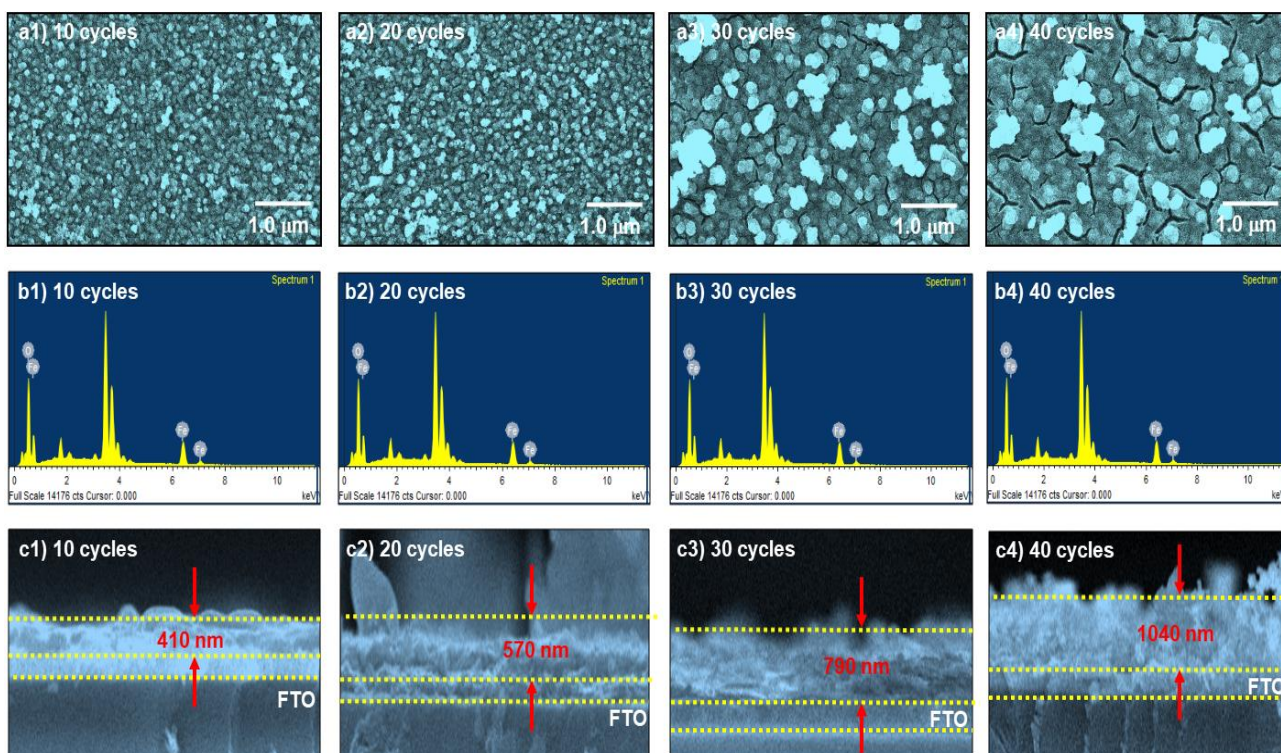 a1) 10 cycles
1.0 μm
a2) 20 cycles
1.0 μm
a3) 30 cycles
1.0 μm
a4) 40 cycles
1.0 μm
b1) 10 cycles
Spectrum 1
O
Fe
Fe
Fe
0 2 4 6 8 10
Full Scale 14176 cts Cursor: 0.000 keV
b2) 20 cycles
Spectrum 1
O
Fe
Fe
Fe
0 2 4 6 8 10
Full Scale 14176 cts Cursor: 0.000 keV
b3) 30 cycles
Spectrum 1
O
Fe
Fe
Fe
0 2 4 6 8 10
Full Scale 14176 cts Cursor: 0.000 keV
b4) 40 cycles
Spectrum 1
O
Fe
Fe
Fe
0 2 4 6 8 10
Full Scale 14176 cts Cursor: 0.000 keV
c1) 10 cycles
410 nm
FTO
c2) 20 cycles
570 nm
FTO
c3) 30 cycles
790 nm
FTO
c4) 40 cycles
1040 nm
FTO